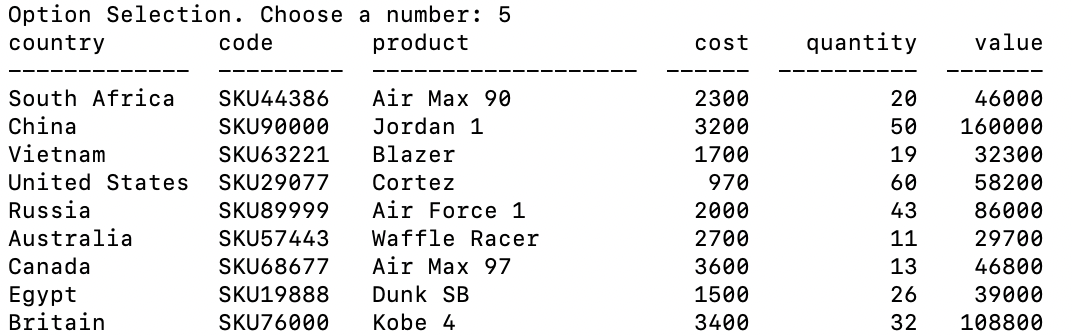 Option Selection. Choose a number: 5
country        code       product                cost    quantity    value
-------------  ---------  -------------------  ------  ----------  -------
South Africa   SKU44386   Air Max 90             2300          20    46000
China          SKU90000   Jordan 1               3200          50   160000
Vietnam        SKU63221   Blazer                 1700          19    32300
United States  SKU29077   Cortez                  970          60    58200
Russia         SKU89999   Air Force 1            2000          43    86000
Australia      SKU57443   Waffle Racer           2700          11    29700
Canada         SKU68677   Air Max 97             3600          13    46800
Egypt          SKU19888   Dunk SB                1500          26    39000
Britain        SKU76000   Kobe 4                 3400          32   108800